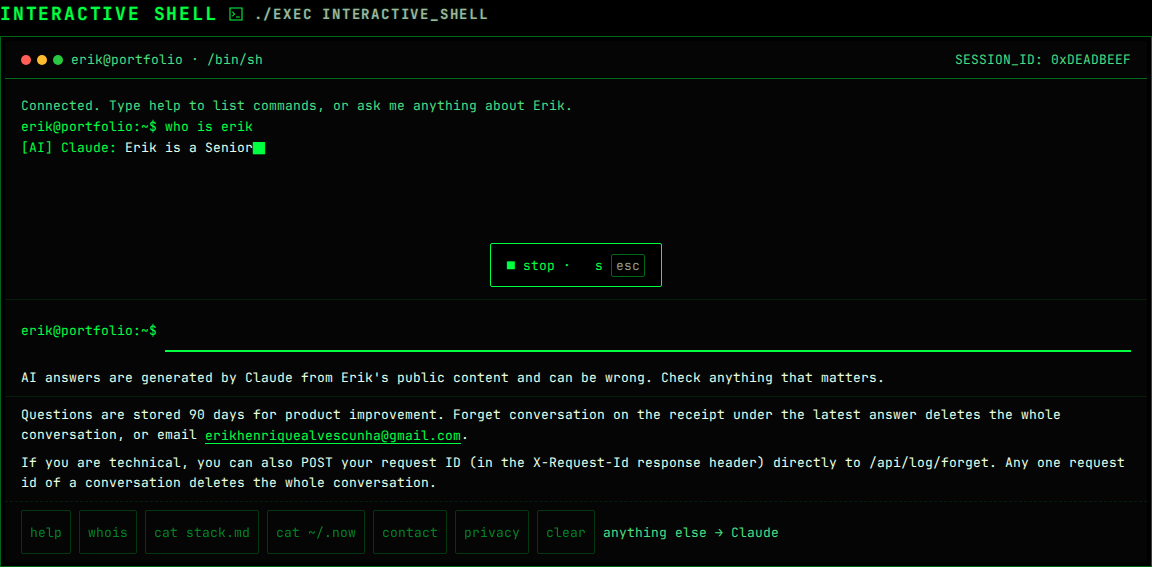 INTERACTIVE SHELL ./EXEC INTERACTIVE_SHELL
erik@portfolio · /bin/sh SESSION_ID: 0xDEADBEEF
Connected. Type help to list commands, or ask me anything about Erik.
erik@portfolio:~$ who is erik
[AI] Claude: Erik is a Senior
■ stop · s esc
erik@portfolio:~$
AI answers are generated by Claude from Erik's public content and can be wrong. Check anything that matters.
Questions are stored 90 days for product improvement. Forget conversation on the receipt under the latest answer deletes the whole
conversation, or email erikhenriquealvescunha@gmail.com.
If you are technical, you can also POST your request ID (in the X-Request-Id response header) directly to /api/log/forget. Any one request
id of a conversation deletes the whole conversation.
help whois cat stack.md cat ~/.now contact privacy clear anything else → Claude